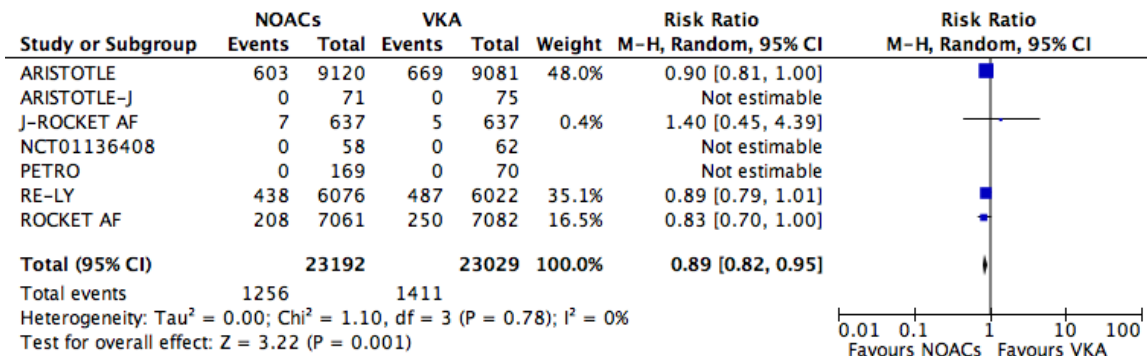 NOACs VKA Risk Ratio Risk Ratio
Study or Subgroup Events Total Events Total Weight M-H, Random, 95% CI M-H, Random, 95% CI
ARISTOTLE 603 9120 669 9081 48.0% 0.90 [0.81, 1.00]
ARISTOTLE-J 0 71 0 75 Not estimable
J-ROCKET AF 7 637 5 637 0.4% 1.40 [0.45, 4.39]
NCT01136408 0 58 0 62 Not estimable
PETRO 0 169 0 70 Not estimable
RE-LY 438 6076 487 6022 35.1% 0.89 [0.79, 1.01]
ROCKET AF 208 7061 250 7082 16.5% 0.83 [0.70, 1.00]
Total (95% CI) 23192 23029 100.0% 0.89 [0.82, 0.95]
Total events 1256 1411
Heterogeneity: Tau² = 0.00; Chi² = 1.10, df = 3 (P = 0.78); I² = 0%
Test for overall effect: Z = 3.22 (P = 0.001)
0.01 0.1 1 10 100
Favours NOACs Favours VKA